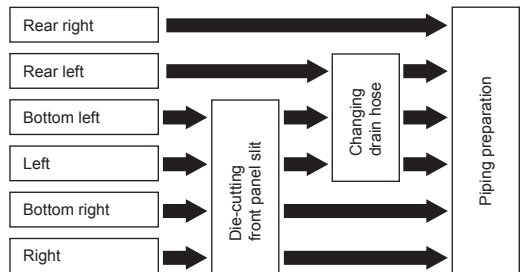 Rear right
Rear left
Bottom left
Left
Bottom right
Right
Die-cutting
front panel slit
Changing
drain hose
Piping preparation